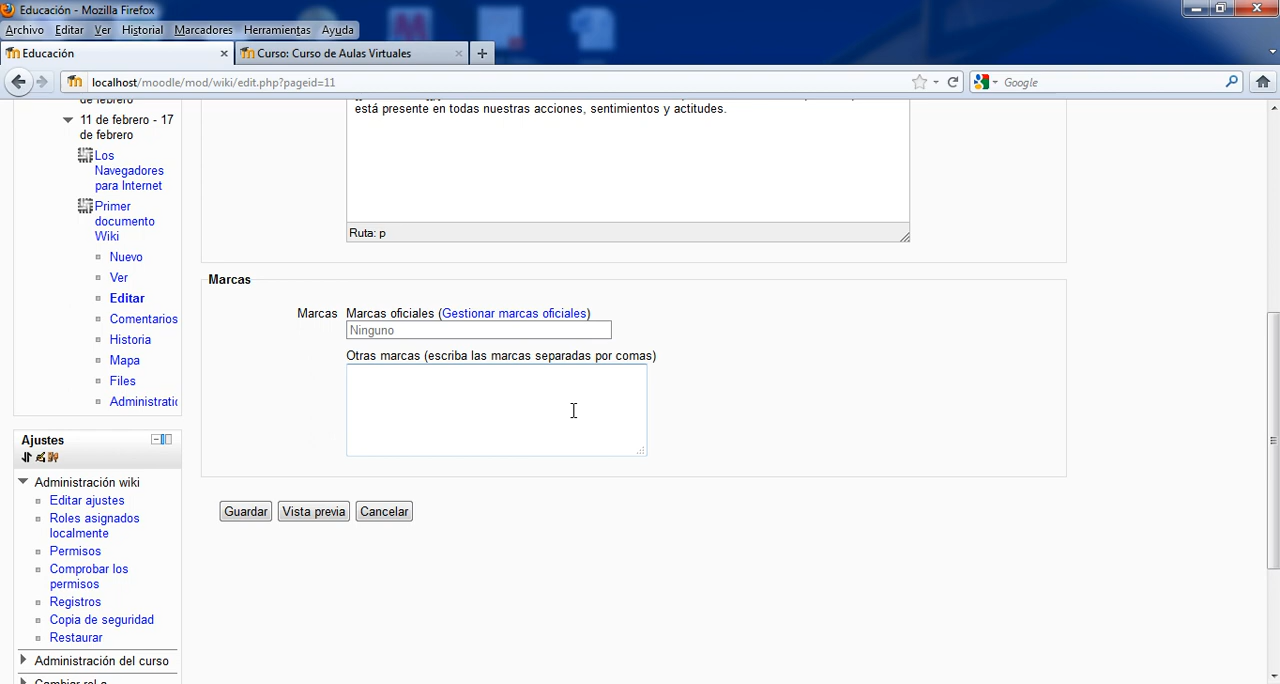 Educación - Mozilla Firefox
Archivo Editar Ver Historial Marcadores Herramientas Ayuda
Educación
Curso: Curso de Aulas Virtuales
localhost/moodle/mod/wiki/edit.php?pageid=11
Google
de febrero
11 de febrero - 17
de febrero
Los
Navegadores
para Internet
Primer
documento
Wiki
Nuevo
Ver
Editar
Comentarios
Historia
Mapa
Files
Administratic
Ajustes
Administración wiki
Editar ajustes
Roles asignados
localmente
Permisos
Comprobar los
permisos
Registros
Copia de seguridad
Restaurar
Administración del curso
Cambiar rol a
está presente en todas nuestras acciones, sentimientos y actitudes.
Ruta: p
Marcas
Marcas Marcas oficiales (Gestionar marcas oficiales)
Ninguno
Otras marcas (escriba las marcas separadas por comas)
Guardar Vista previa Cancelar